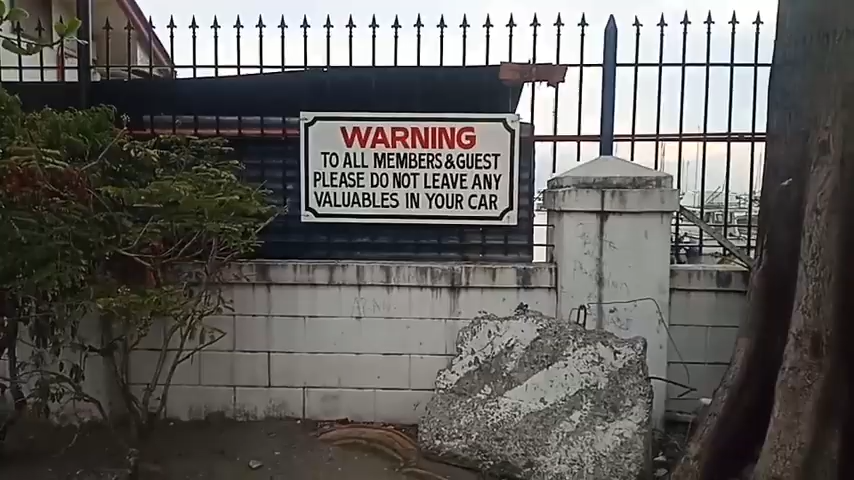 WARNING
TO ALL MEMBERS & GUEST
PLEASE DO NOT LEAVE ANY
VALUABLES IN YOUR CAR